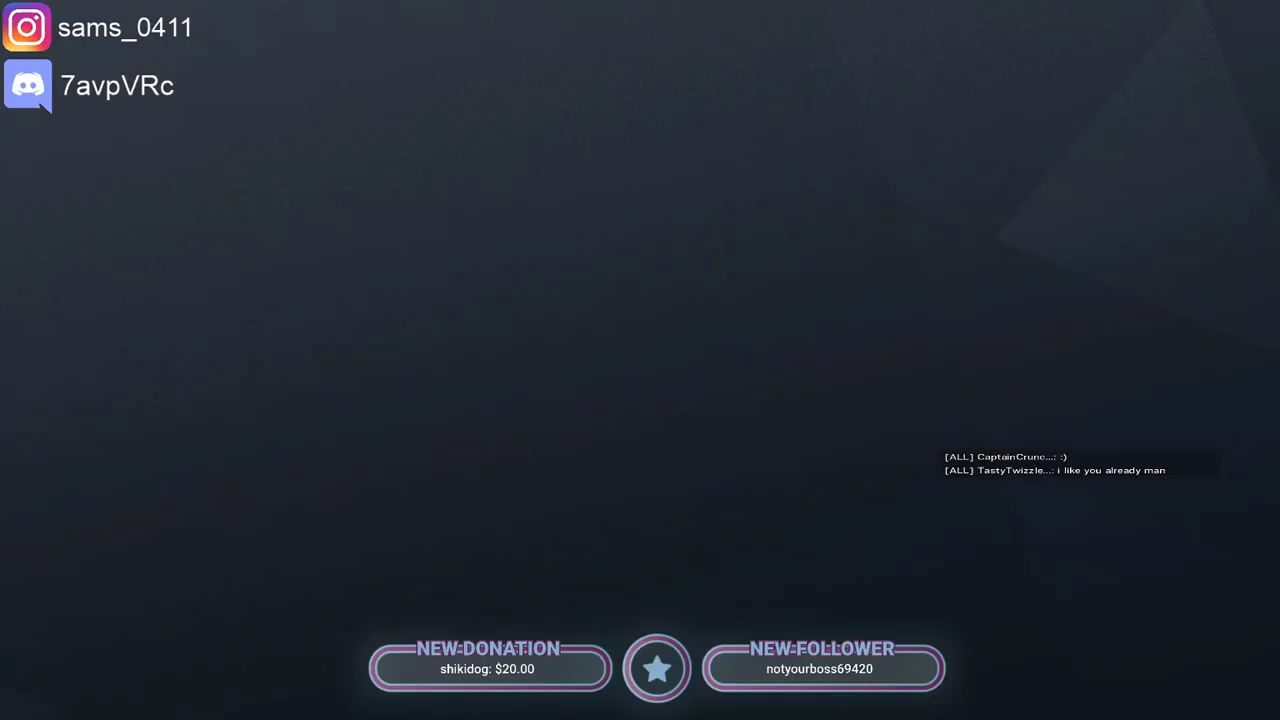 sams_0411
7avpVRc
[ALL] CaptainCrunc...: :)
[ALL] TastyTwizzle...: i like you already man
NEW DONATION
shikidog: $20.00
NEW FOLLOWER
notyourboss69420